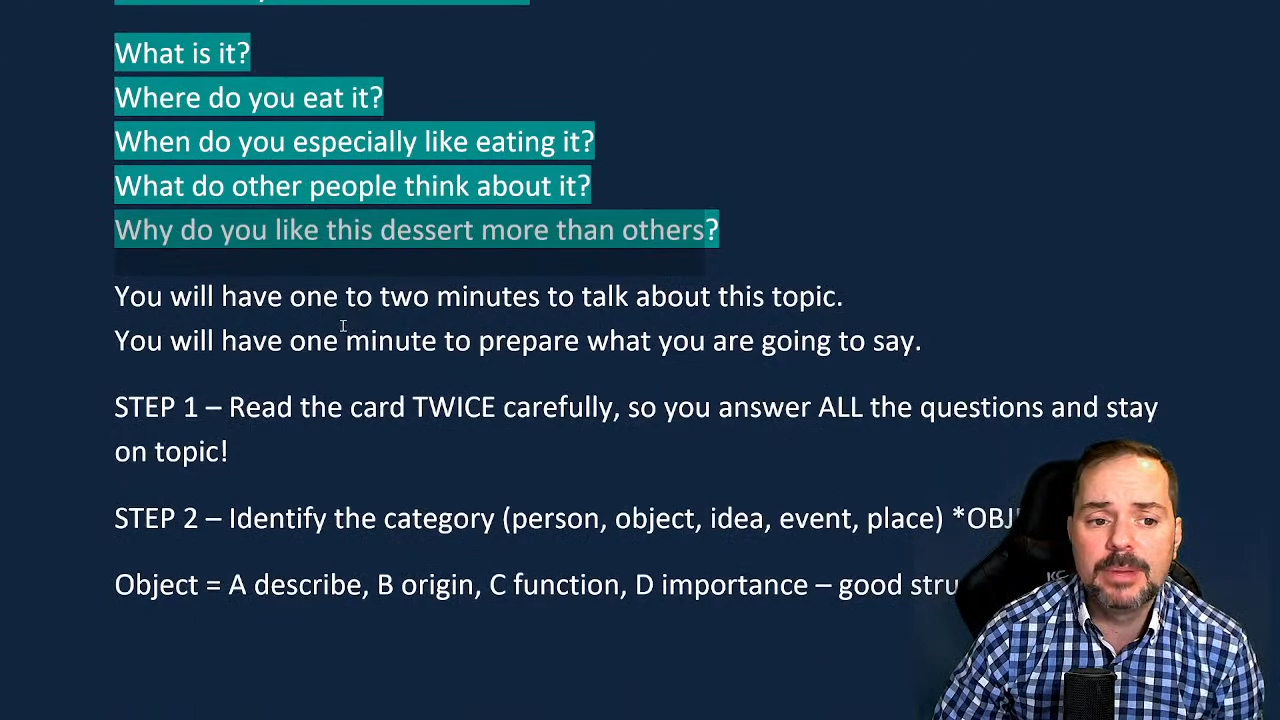 What is it?
Where do you eat it?
When do you especially like eating it?
What do other people think about it?
Why do you like this dessert more than others?
You will have one to two minutes to talk about this topic.
You will have one minute to prepare what you are going to say.
STEP 1 – Read the card TWICE carefully, so you answer ALL the questions and stay
on topic!
STEP 2 – Identify the category (person, object, idea, event, place)
Object = A describe, B origin, C function, D importance – good
KC